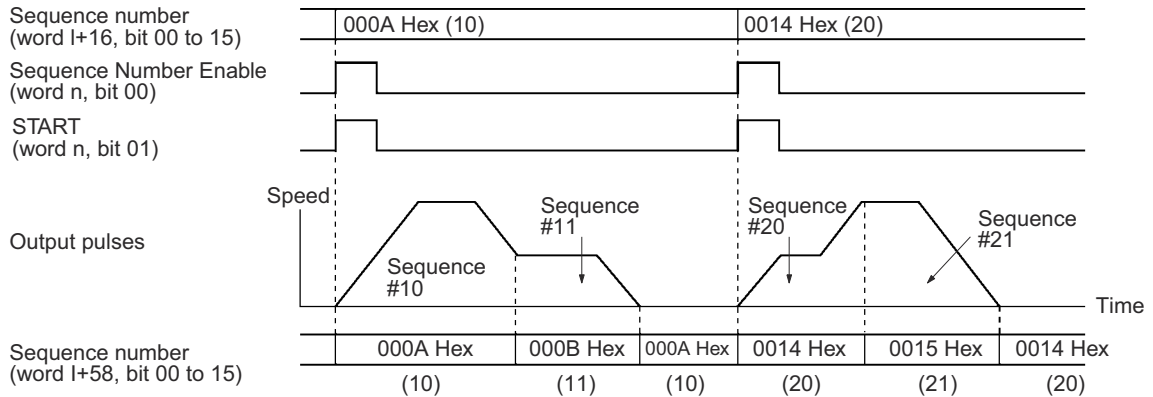 Sequence number
(word I+16, bit 00 to 15)
000A Hex (10)
0014 Hex (20)
Sequence Number Enable
(word n, bit 00)
START
(word n, bit 01)
Speed
Output pulses
Sequence
#10
Sequence
#11
Sequence
#20
Sequence
#21
Time
Sequence number
(word I+58, bit 00 to 15)
000A Hex
000B Hex
000A Hex
0014 Hex
0015 Hex
0014 Hex
(10)
(11)
(10)
(20)
(21)
(20)